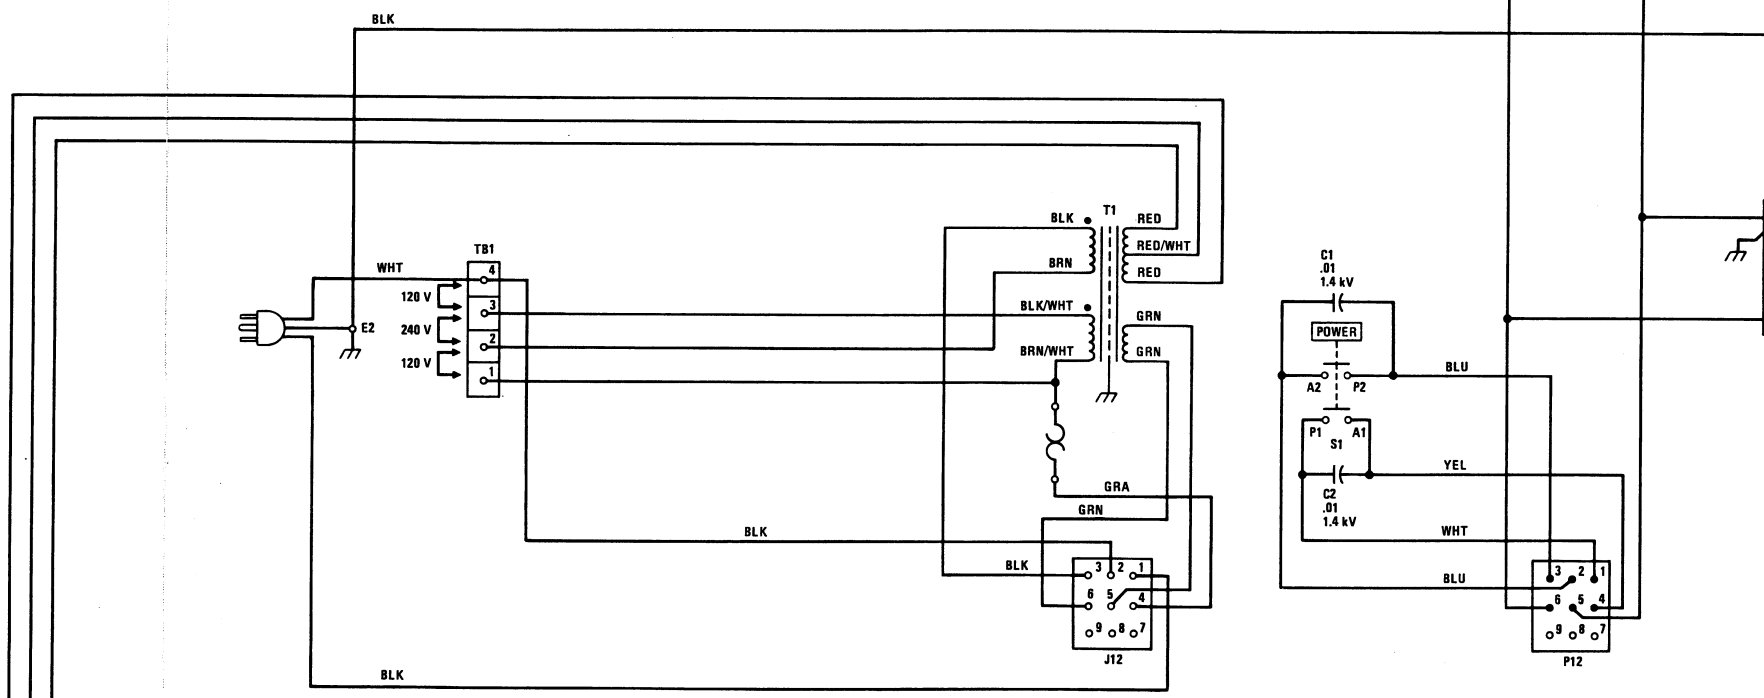 BLK
T1
BLK
RED
RED/WHT
BRN
RED
TB1
WHT
4
120 V
3
BLK/WHT
E2
240 V
2
GRN
BRN/WHT
GRN
120 V
1
C1
.01
1.4 kV
POWER
BLU
A2
P2
P1
A1
S1
YEL
C2
.01
1.4 kV
GRA
GRN
BLK
WHT
BLK
BLU
3 2 1
6 5 4
9 8 7
J12
3 2 1
6 5 4
9 8 7
P12
BLK